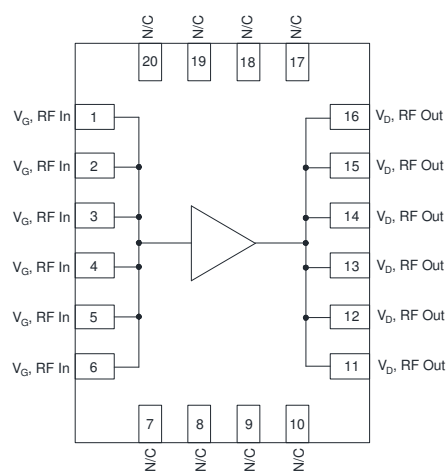 N/C N/C N/C N/C
20 19 18 17
V_G, RF In 1 16 V_D, RF Out
V_G, RF In 2 15 V_D, RF Out
V_G, RF In 3 14 V_D, RF Out
V_G, RF In 4 13 V_D, RF Out
V_G, RF In 5 12 V_D, RF Out
V_G, RF In 6 11 V_D, RF Out
7 8 9 10
N/C N/C N/C N/C